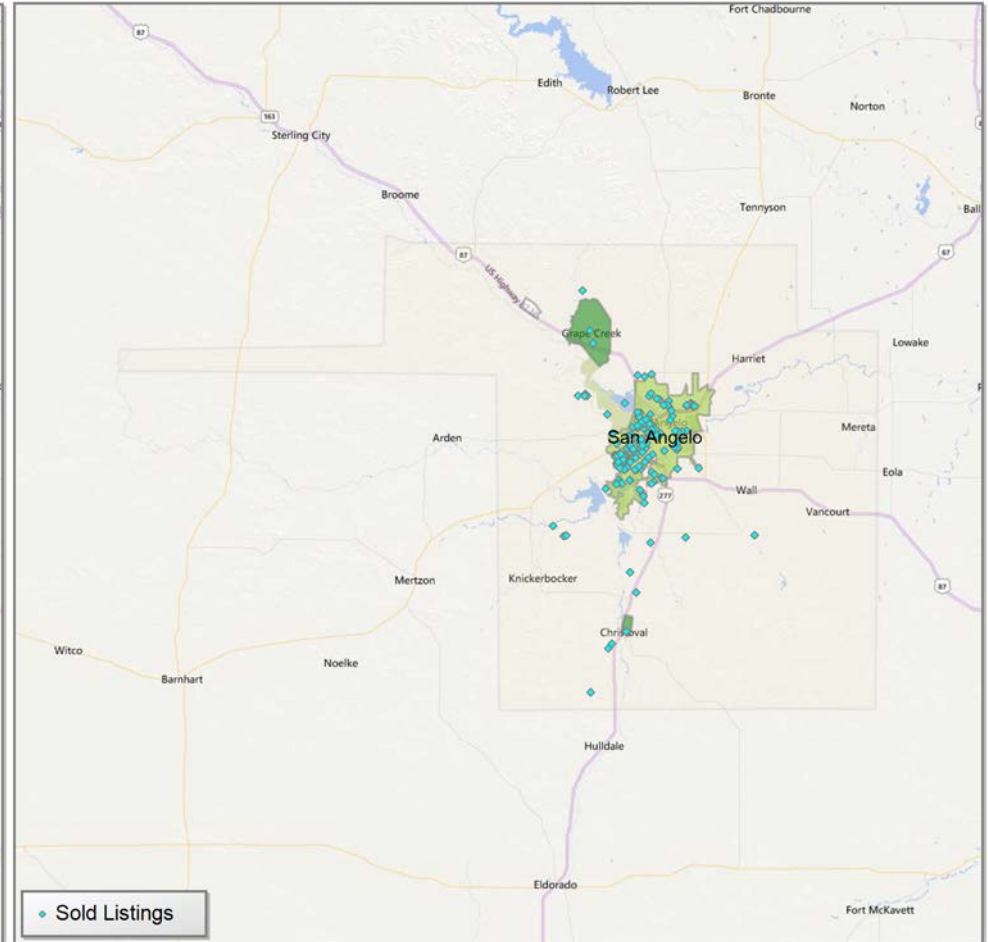 Fort Chadbourne
87
Edith
Robert Lee
Bronte
Norton
163
Sterling City
Broome
Tennyson
Ball
87
67
US Highway
Grape Creek
Lowake
Harriet
San Angelo
Mereta
Arden
Eola
Wall
277
Vancourt
Mertzon
Knickerbocker
87
Christoval
Witco
Noelke
Barnhart
Hulldale
Eldorado
Sold Listings
Fort McKavett